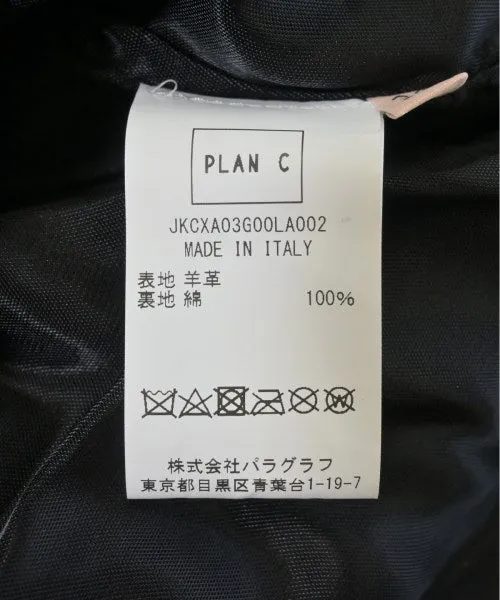 PLAN C
JKCXA03G00LA002
MADE IN ITALY
表地 羊革
裏地 綿 100%
W
株式会社パラグラフ
東京都目黒区青葉台1-19-7